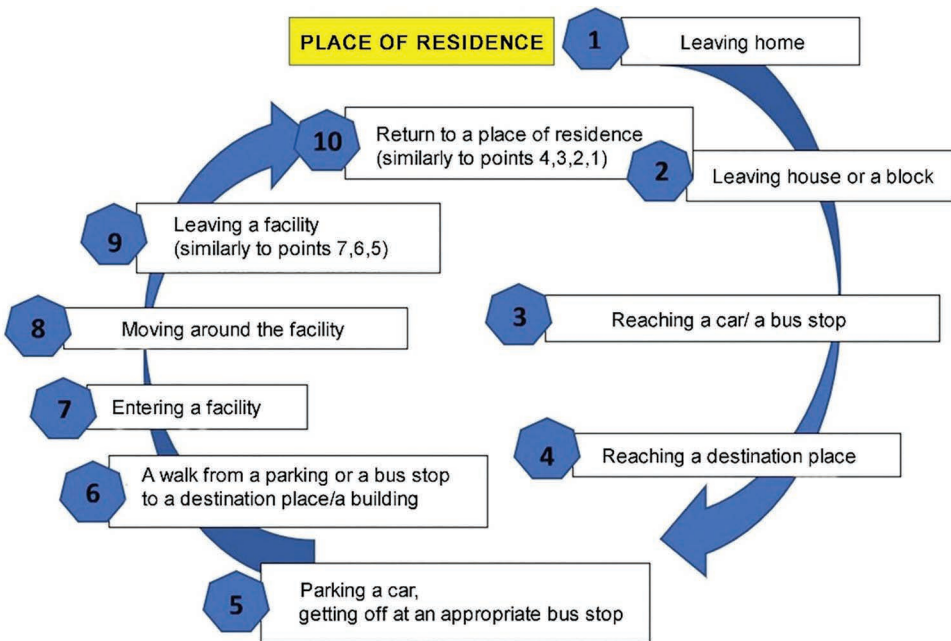 PLACE OF RESIDENCE
1
Leaving home
2
Leaving house or a block
3
Reaching a car/ a bus stop
4
Reaching a destination place
5
Parking a car,
getting off at an appropriate bus stop
6
A walk from a parking or a bus stop
to a destination place/a building
7
Entering a facility
8
Moving around the facility
9
Leaving a facility
(similarly to points 7,6,5)
10
Return to a place of residence
(similarly to points 4,3,2,1)